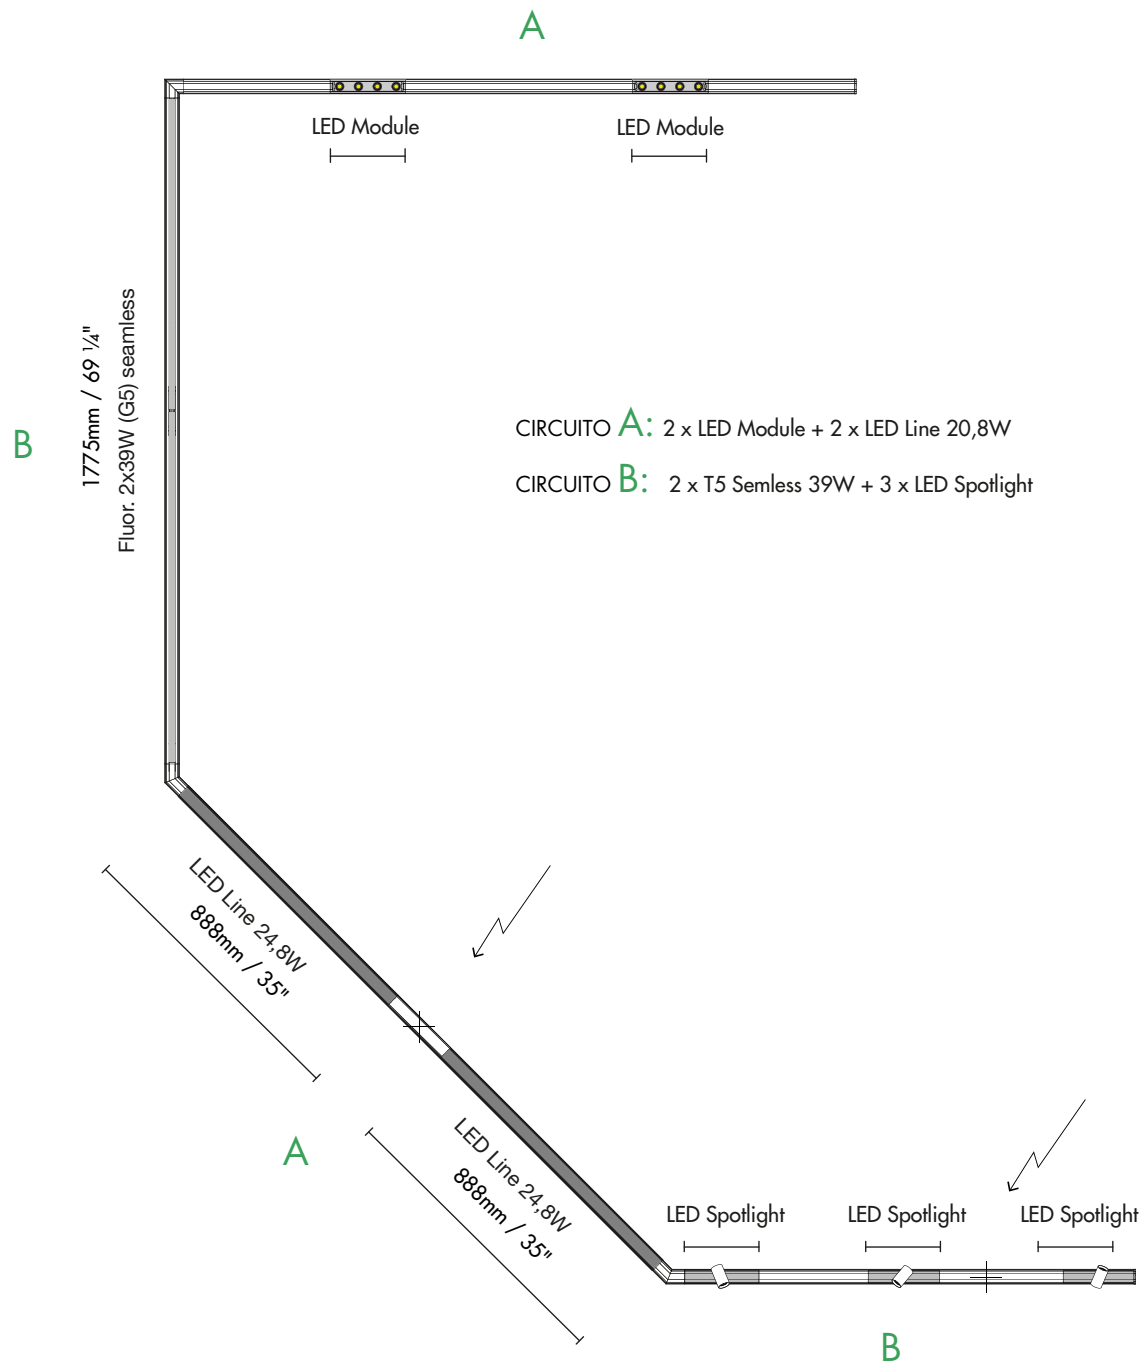 A
LED Module
LED Module
1775mm / 69 ¼"
Fluor. 2x39W (G5) seamless
B
CIRCUITO A: 2 x LED Module + 2 x LED Line 20,8W
CIRCUITO B: 2 x T5 Semless 39W + 3 x LED Spotlight
LED Line 24,8W
888mm / 35"
A
LED Line 24,8W
888mm / 35"
LED Spotlight
LED Spotlight
LED Spotlight
B